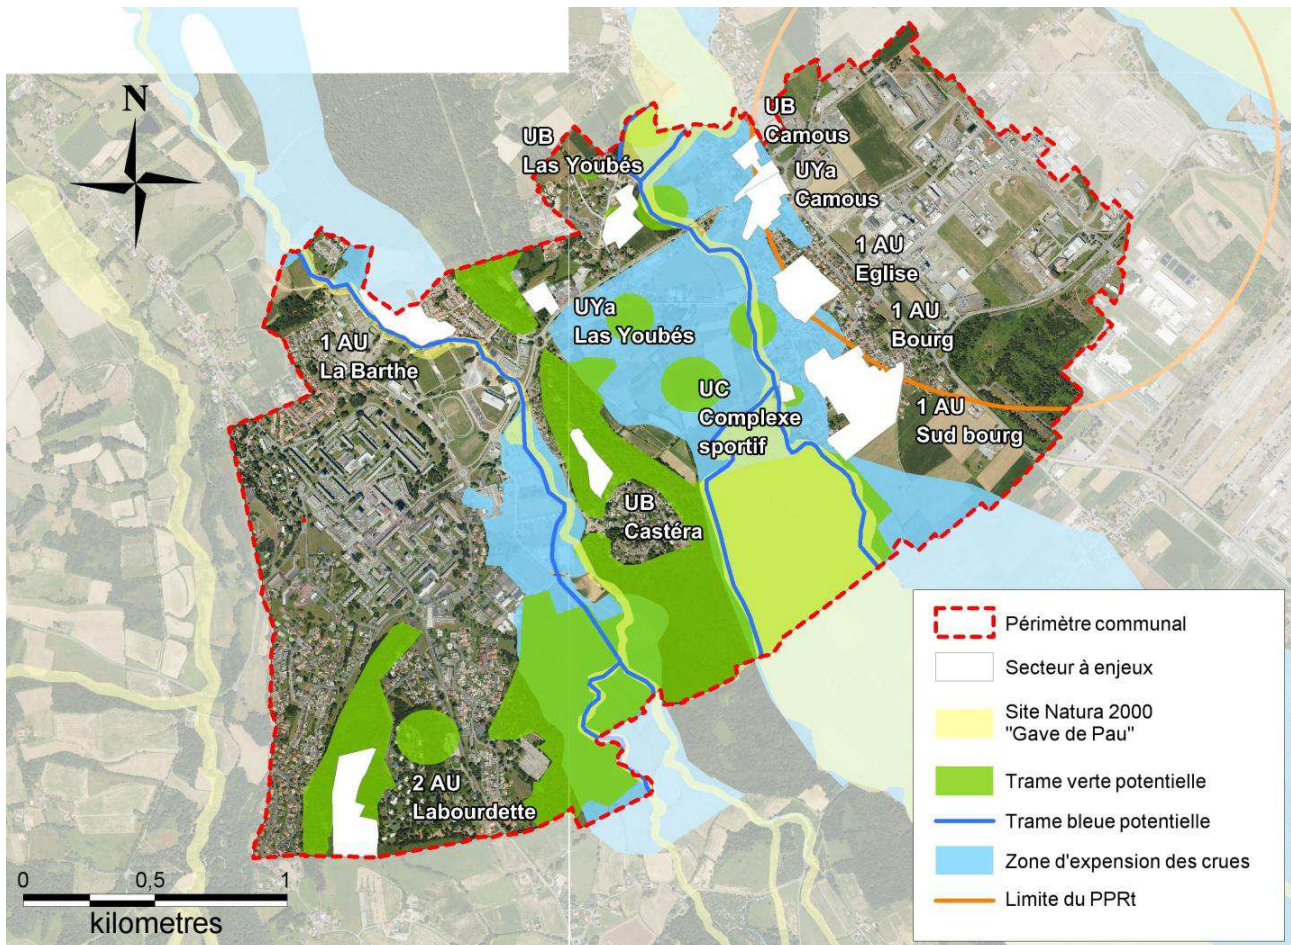 N
UB
Las Youbés
UB
Camous
UYa
Camous
1 AU
Eglise
1 AU
Bourg
UYa
Las Youbés
1 AU
La Barthe
UC
Complexe
sportif
1 AU
Sud bourg
UB
Castéra
2 AU
Labourdette
0 0,5 1
kilometres
Périmètre communal
Secteur à enjeux
Site Natura 2000
"Gave de Pau"
Trame verte potentielle
Trame bleue potentielle
Zone d'expension des crues
Limite du PPRt